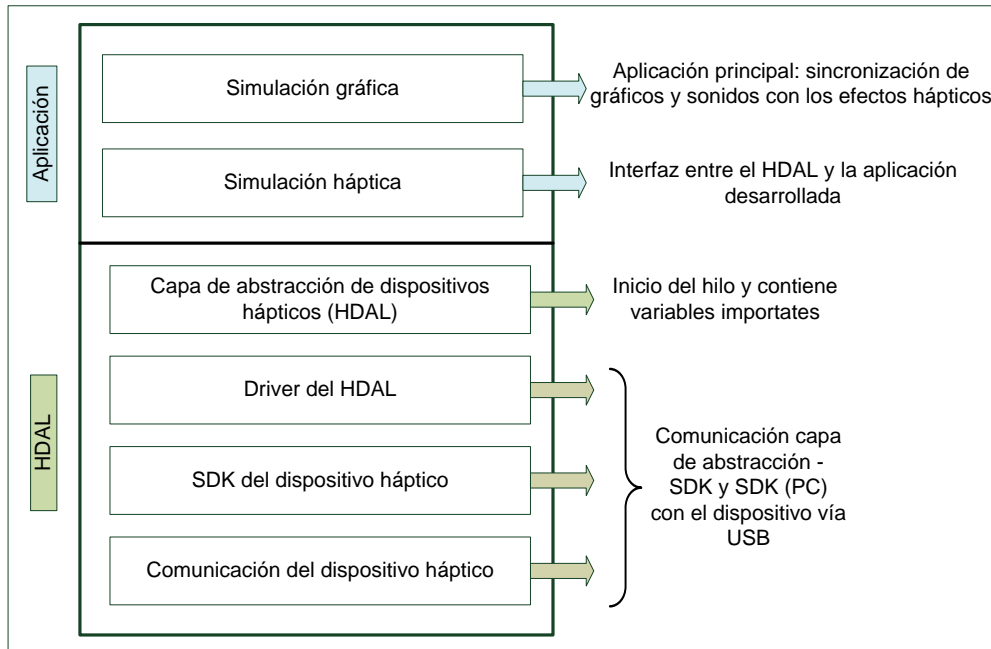 Aplicación
Simulación gráfica
Aplicación principal: sincronización de
gráficos y sonidos con los efectos hápticos
Simulación háptica
Interfaz entre el HDAL y la aplicación
desarrollada
HDAL
Capa de abstracción de dispositivos
hápticos (HDAL)
Inicio del hilo y contiene
variables importates
Driver del HDAL
SDK del dispositivo háptico
Comunicación del dispositivo háptico
Comunicación capa
de abstracción -
SDK y SDK (PC)
con el dispositivo vía
USB